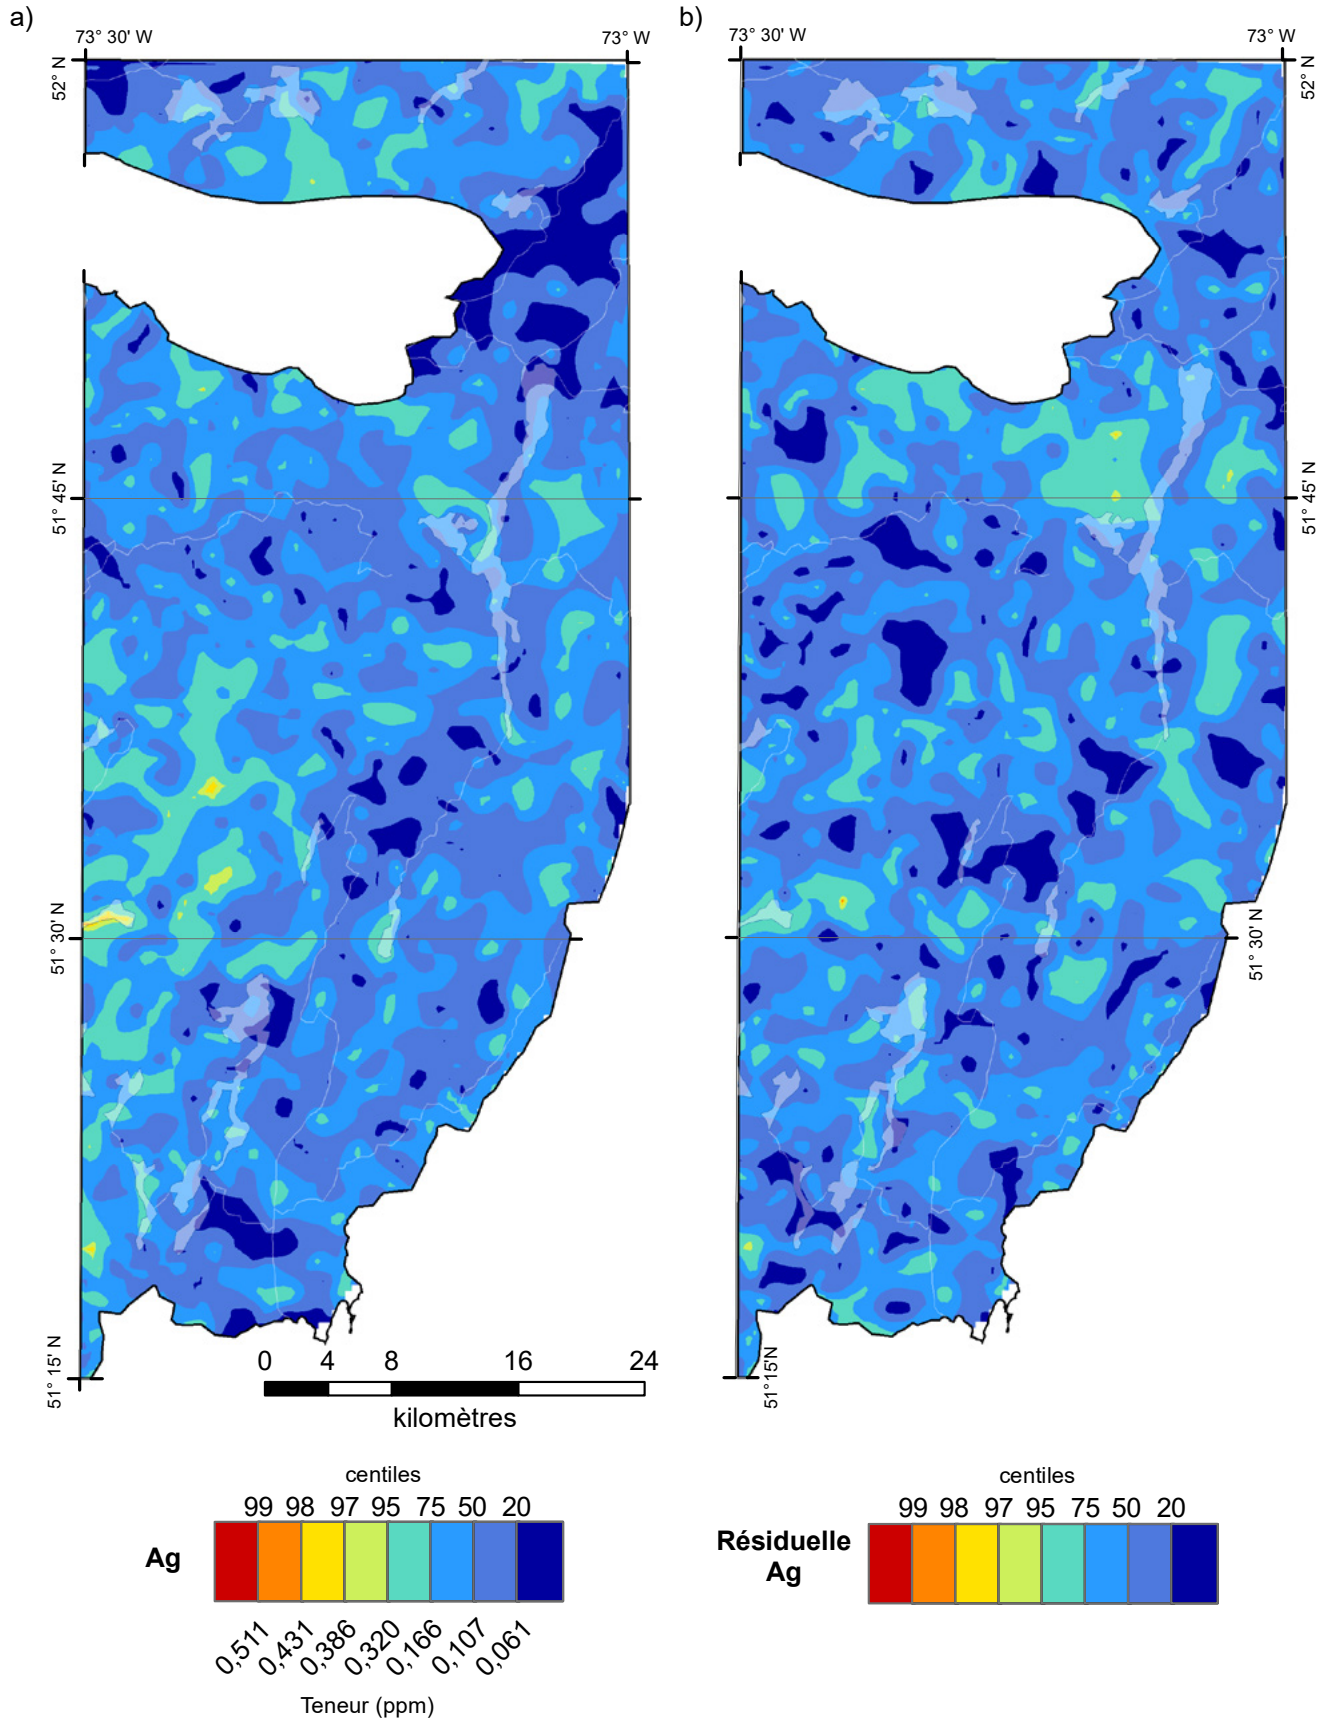 a)
b)
73° 30' W
73° W
73° 30' W
73° W
52° N
52° N
51° 45' N
51° 45' N
51° 30' N
51° 30' N
51° 15' N
51° 15'N
0 4 8 16 24
kilomètres
centiles
99 98 97 95 75 50 20
Ag
0,511 0,431 0,386 0,320 0,166 0,107 0,061
Teneur (ppm)
centiles
99 98 97 95 75 50 20
Résiduelle
Ag